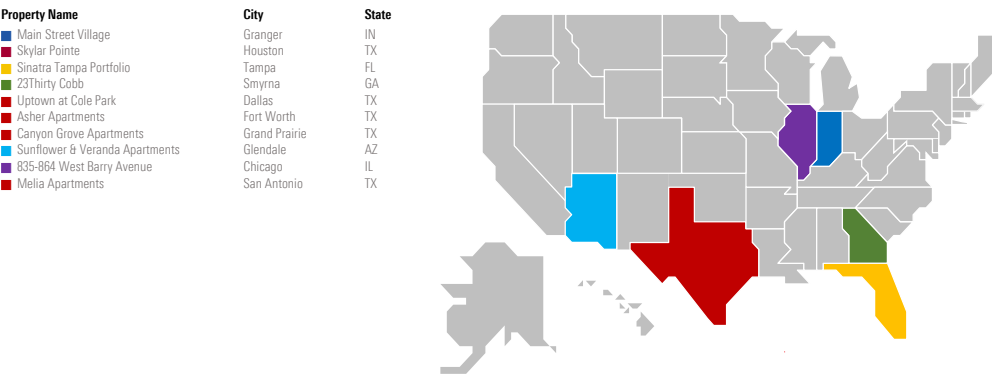 Property Name City State
Main Street Village Granger IN
Skylar Pointe Houston TX
Sinatra Tampa Portfolio Tampa FL
23Thirty Cobb Smyrna GA
Uptown at Cole Park Dallas TX
Asher Apartments Fort Worth TX
Canyon Grove Apartments Grand Prairie TX
Sunflower & Veranda Apartments Glendale AZ
835-864 West Barry Avenue Chicago IL
Melia Apartments San Antonio TX